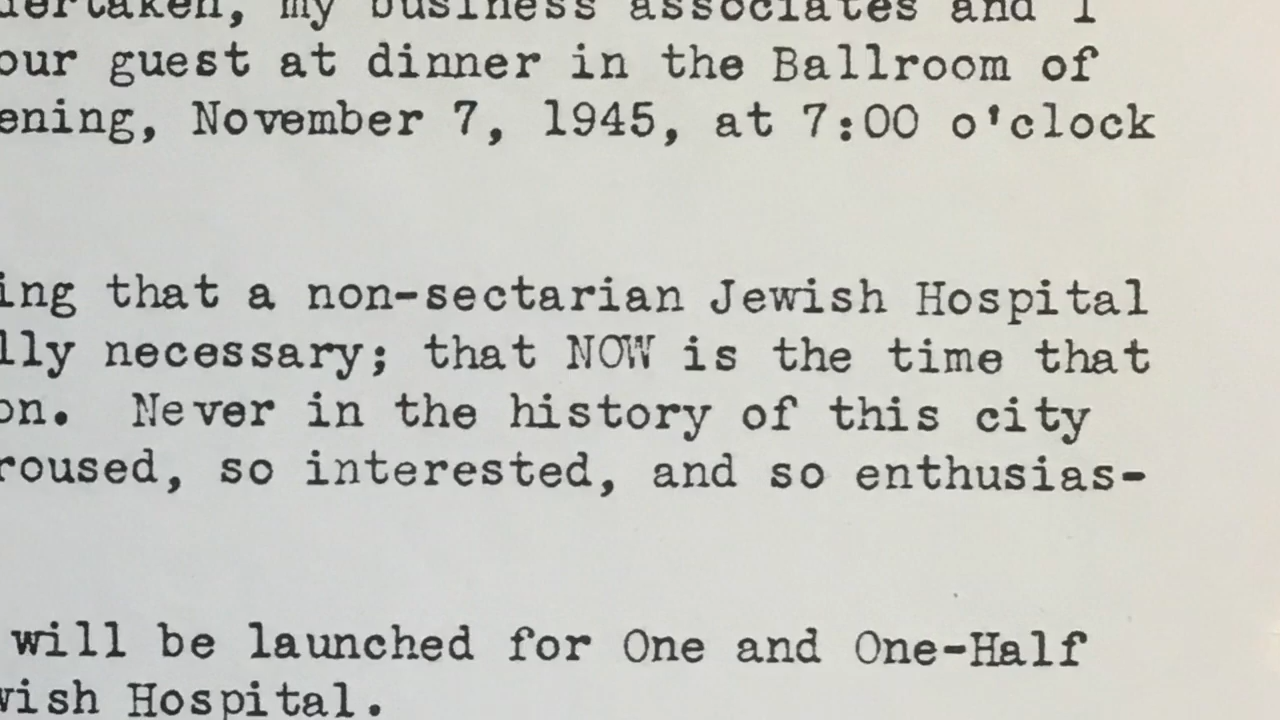 dertaken, my business associates and I
our guest at dinner in the Ballroom of
ening, November 7, 1945, at 7:00 o'clock
ing that a non-sectarian Jewish Hospital
lly necessary; that NOW is the time that
on. Never in the history of this city
roused, so interested, and so enthusias-
will be launched for One and One-Half
wish Hospital.